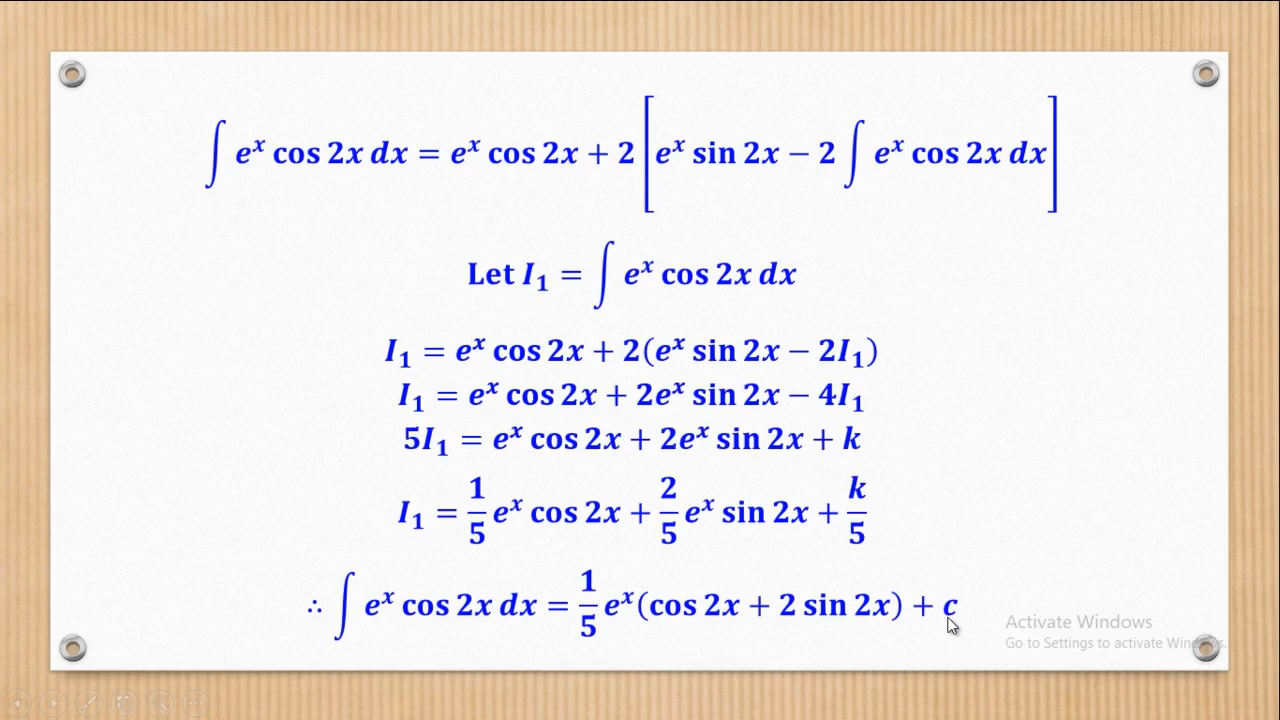 ∫ eˣ cos 2x dx = eˣ cos 2x + 2 [eˣ sin 2x − 2 ∫ eˣ cos 2x dx]
Let I₁ = ∫ eˣ cos 2x dx
I₁ = eˣ cos 2x + 2(eˣ sin 2x − 2I₁)
I₁ = eˣ cos 2x + 2eˣ sin 2x − 4I₁
5I₁ = eˣ cos 2x + 2eˣ sin 2x + k
I₁ = 1/5 eˣ cos 2x + 2/5 eˣ sin 2x + k/5
∴ ∫ eˣ cos 2x dx = 1/5 eˣ(cos 2x + 2 sin 2x) + c
Activate Windows
Go to Settings to activate Windows.